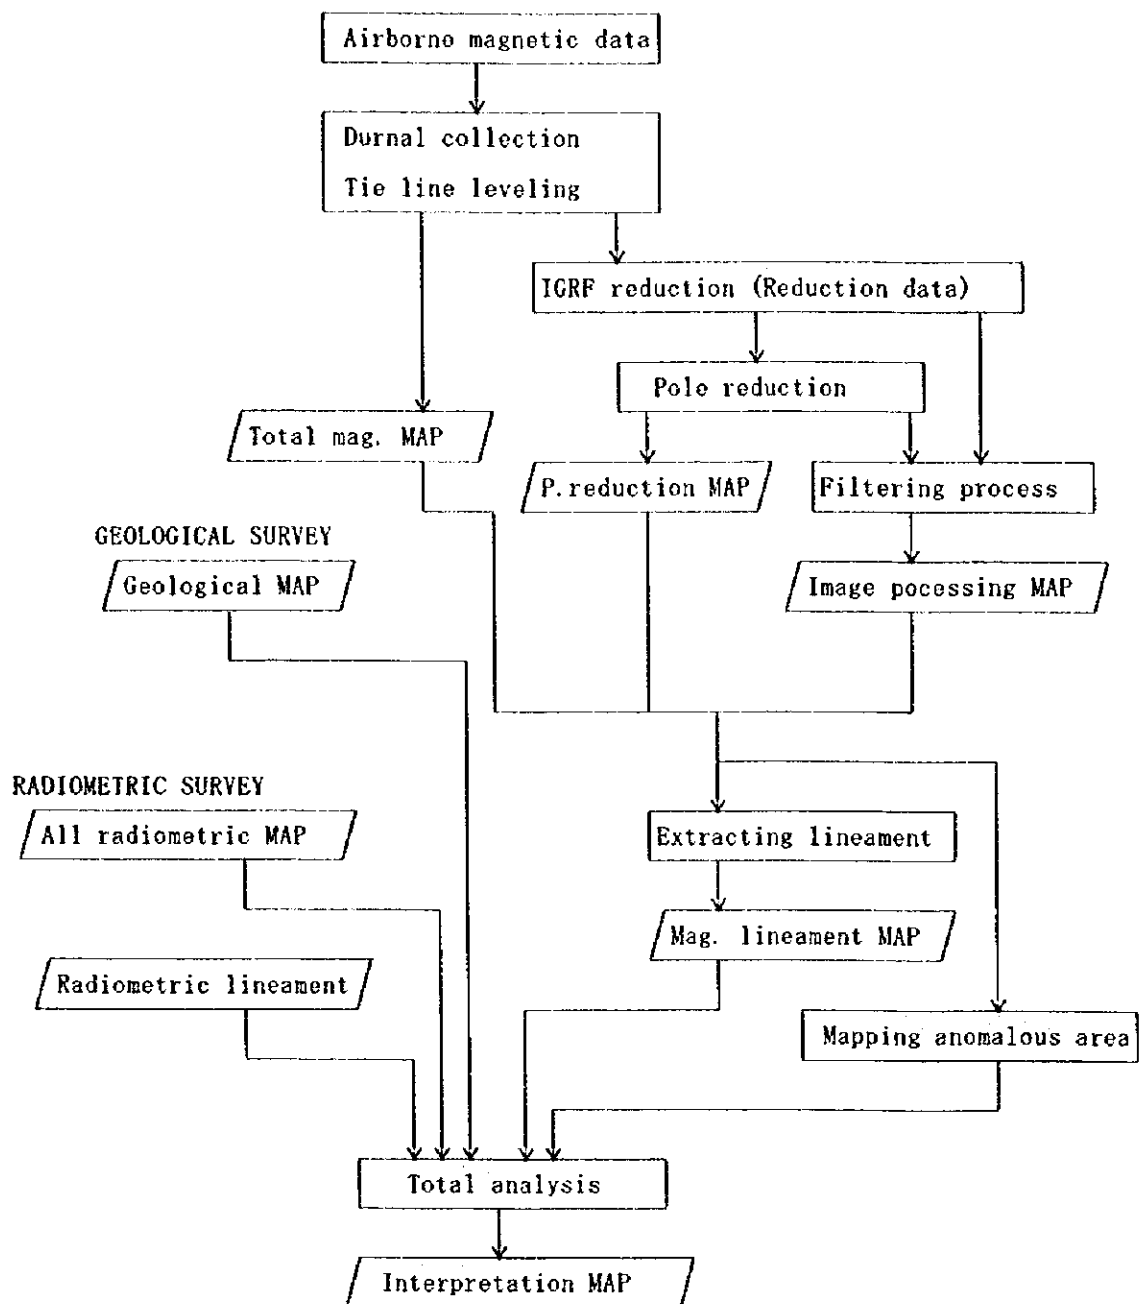 Airborno magnetic data
Durnal collection
Tie line leveling
IGRF reduction (Reduction data)
Pole reduction
Total mag. MAP
P.reduction MAP
Filtering process
GEOLOGICAL SURVEY
Geological MAP
Image pocessing MAP
RADIOMETRIC SURVEY
All radiometric MAP
Extracting lineament
Mag. lineament MAP
Radiometric lineament
Mapping anomalous area
Total analysis
Interpretation MAP